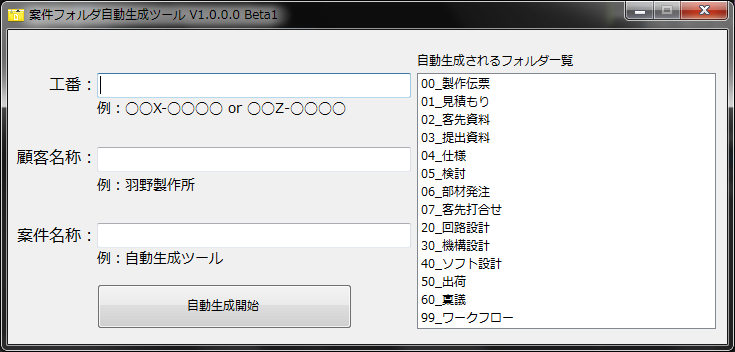 案件フォルダ自動生成ツール V1.0.0.0 Beta1
工番：
例：○○X-○○○○ or ○○Z-○○○○
顧客名称：
例：羽野製作所
案件名称：
例：自動生成ツール
自動生成開始
自動生成されるフォルダ一覧
00_製作伝票
01_見積もり
02_客先資料
03_提出資料
04_仕様
05_検討
06_部材発注
07_客先打合せ
20_回路設計
30_機構設計
40_ソフト設計
50_出荷
60_稟議
99_ワークフロー